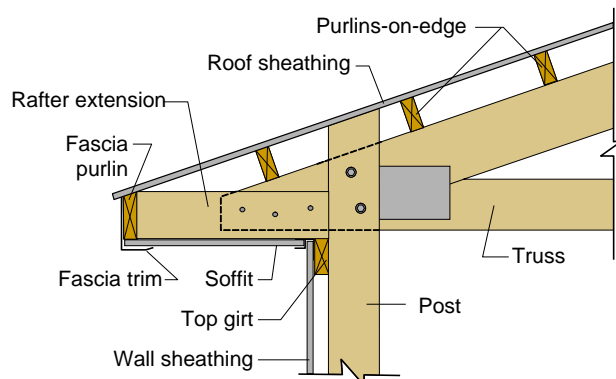 Purlins-on-edge
Roof sheathing
Rafter extension
Fascia
purlin
Fascia trim
Soffit
Truss
Top girt
Post
Wall sheathing